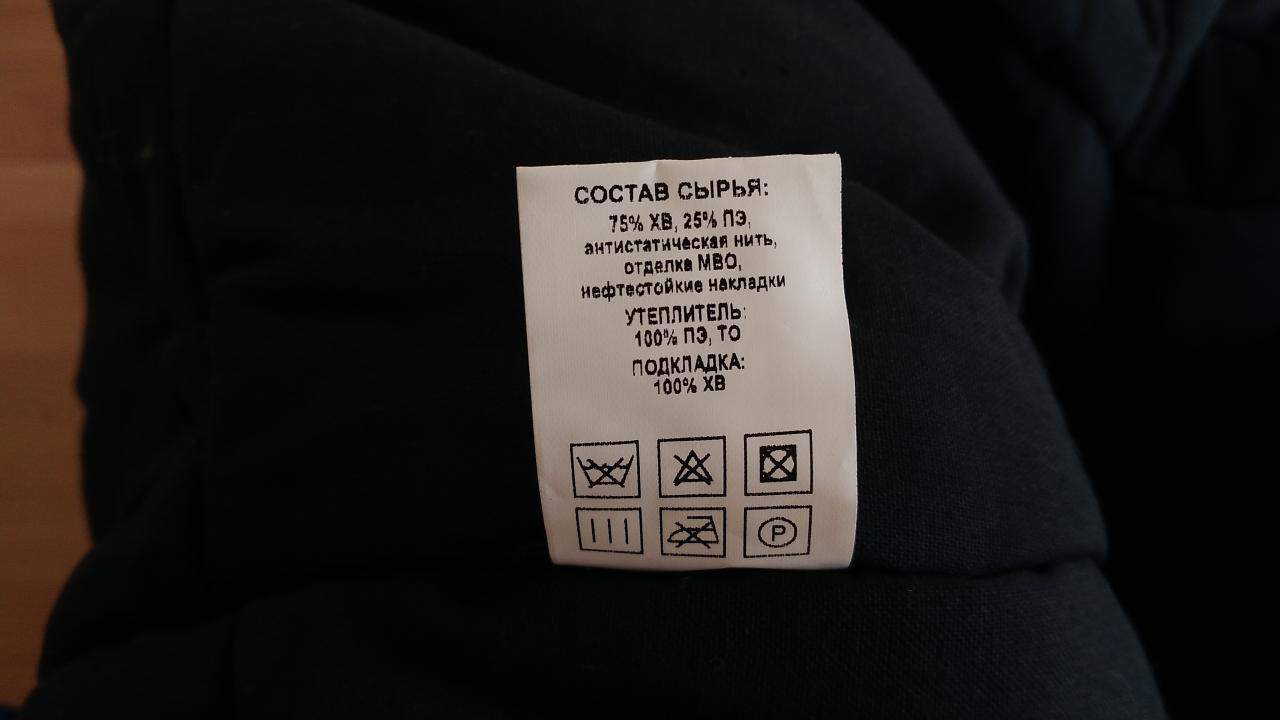 СОСТАВ СЫРЬЯ:
75% ХВ, 25% ПЭ,
антистатическая нить,
отделка МВО,
нефтестойкие накладки
УТЕПЛИТЕЛЬ:
100% ПЭ, ТО
ПОДКЛАДКА:
100% ХВ
P